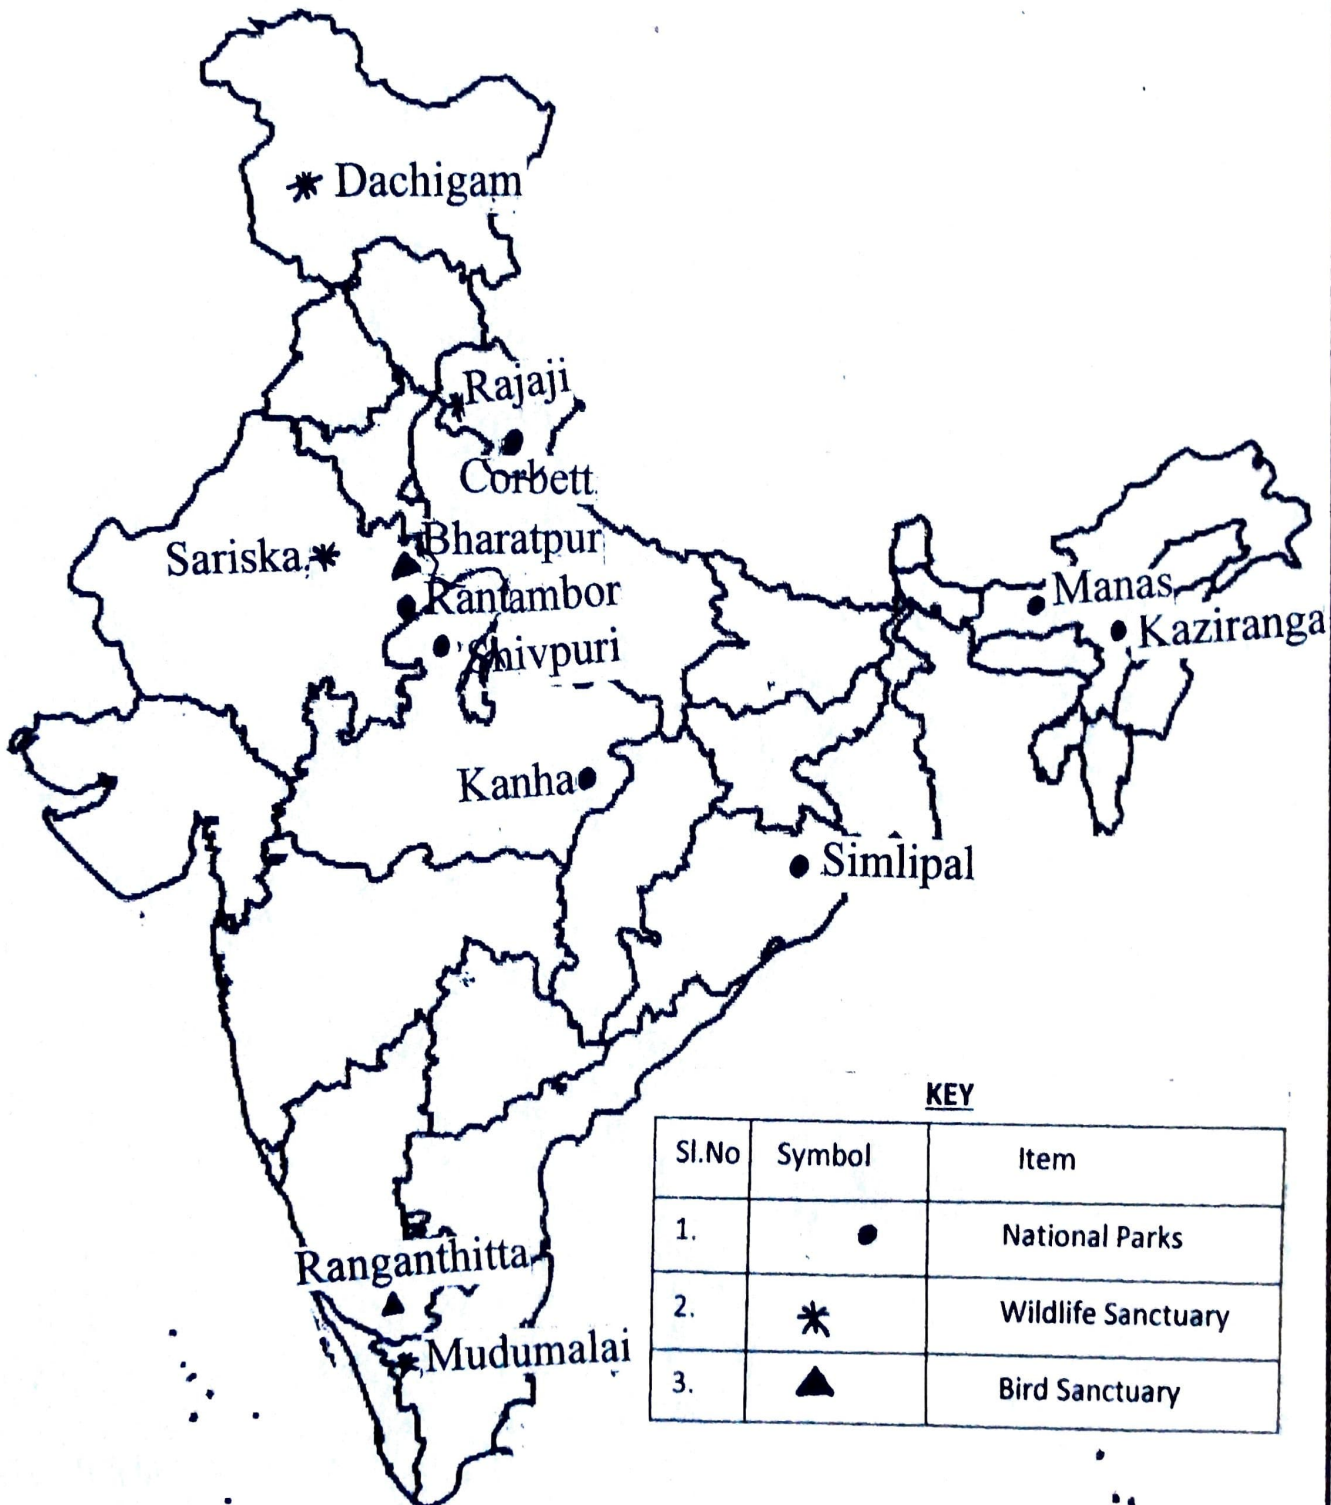 Dachigam
Rajaji
Corbett
Bharatpur
Sariska
Rantambor
Manas
Kaziranga
Shivpuri
Kanha
Simlipal
KEY
Sl.No Symbol Item
1. National Parks
2. Wildlife Sanctuary
3. Bird Sanctuary
Ranganthitta
Mudumalai